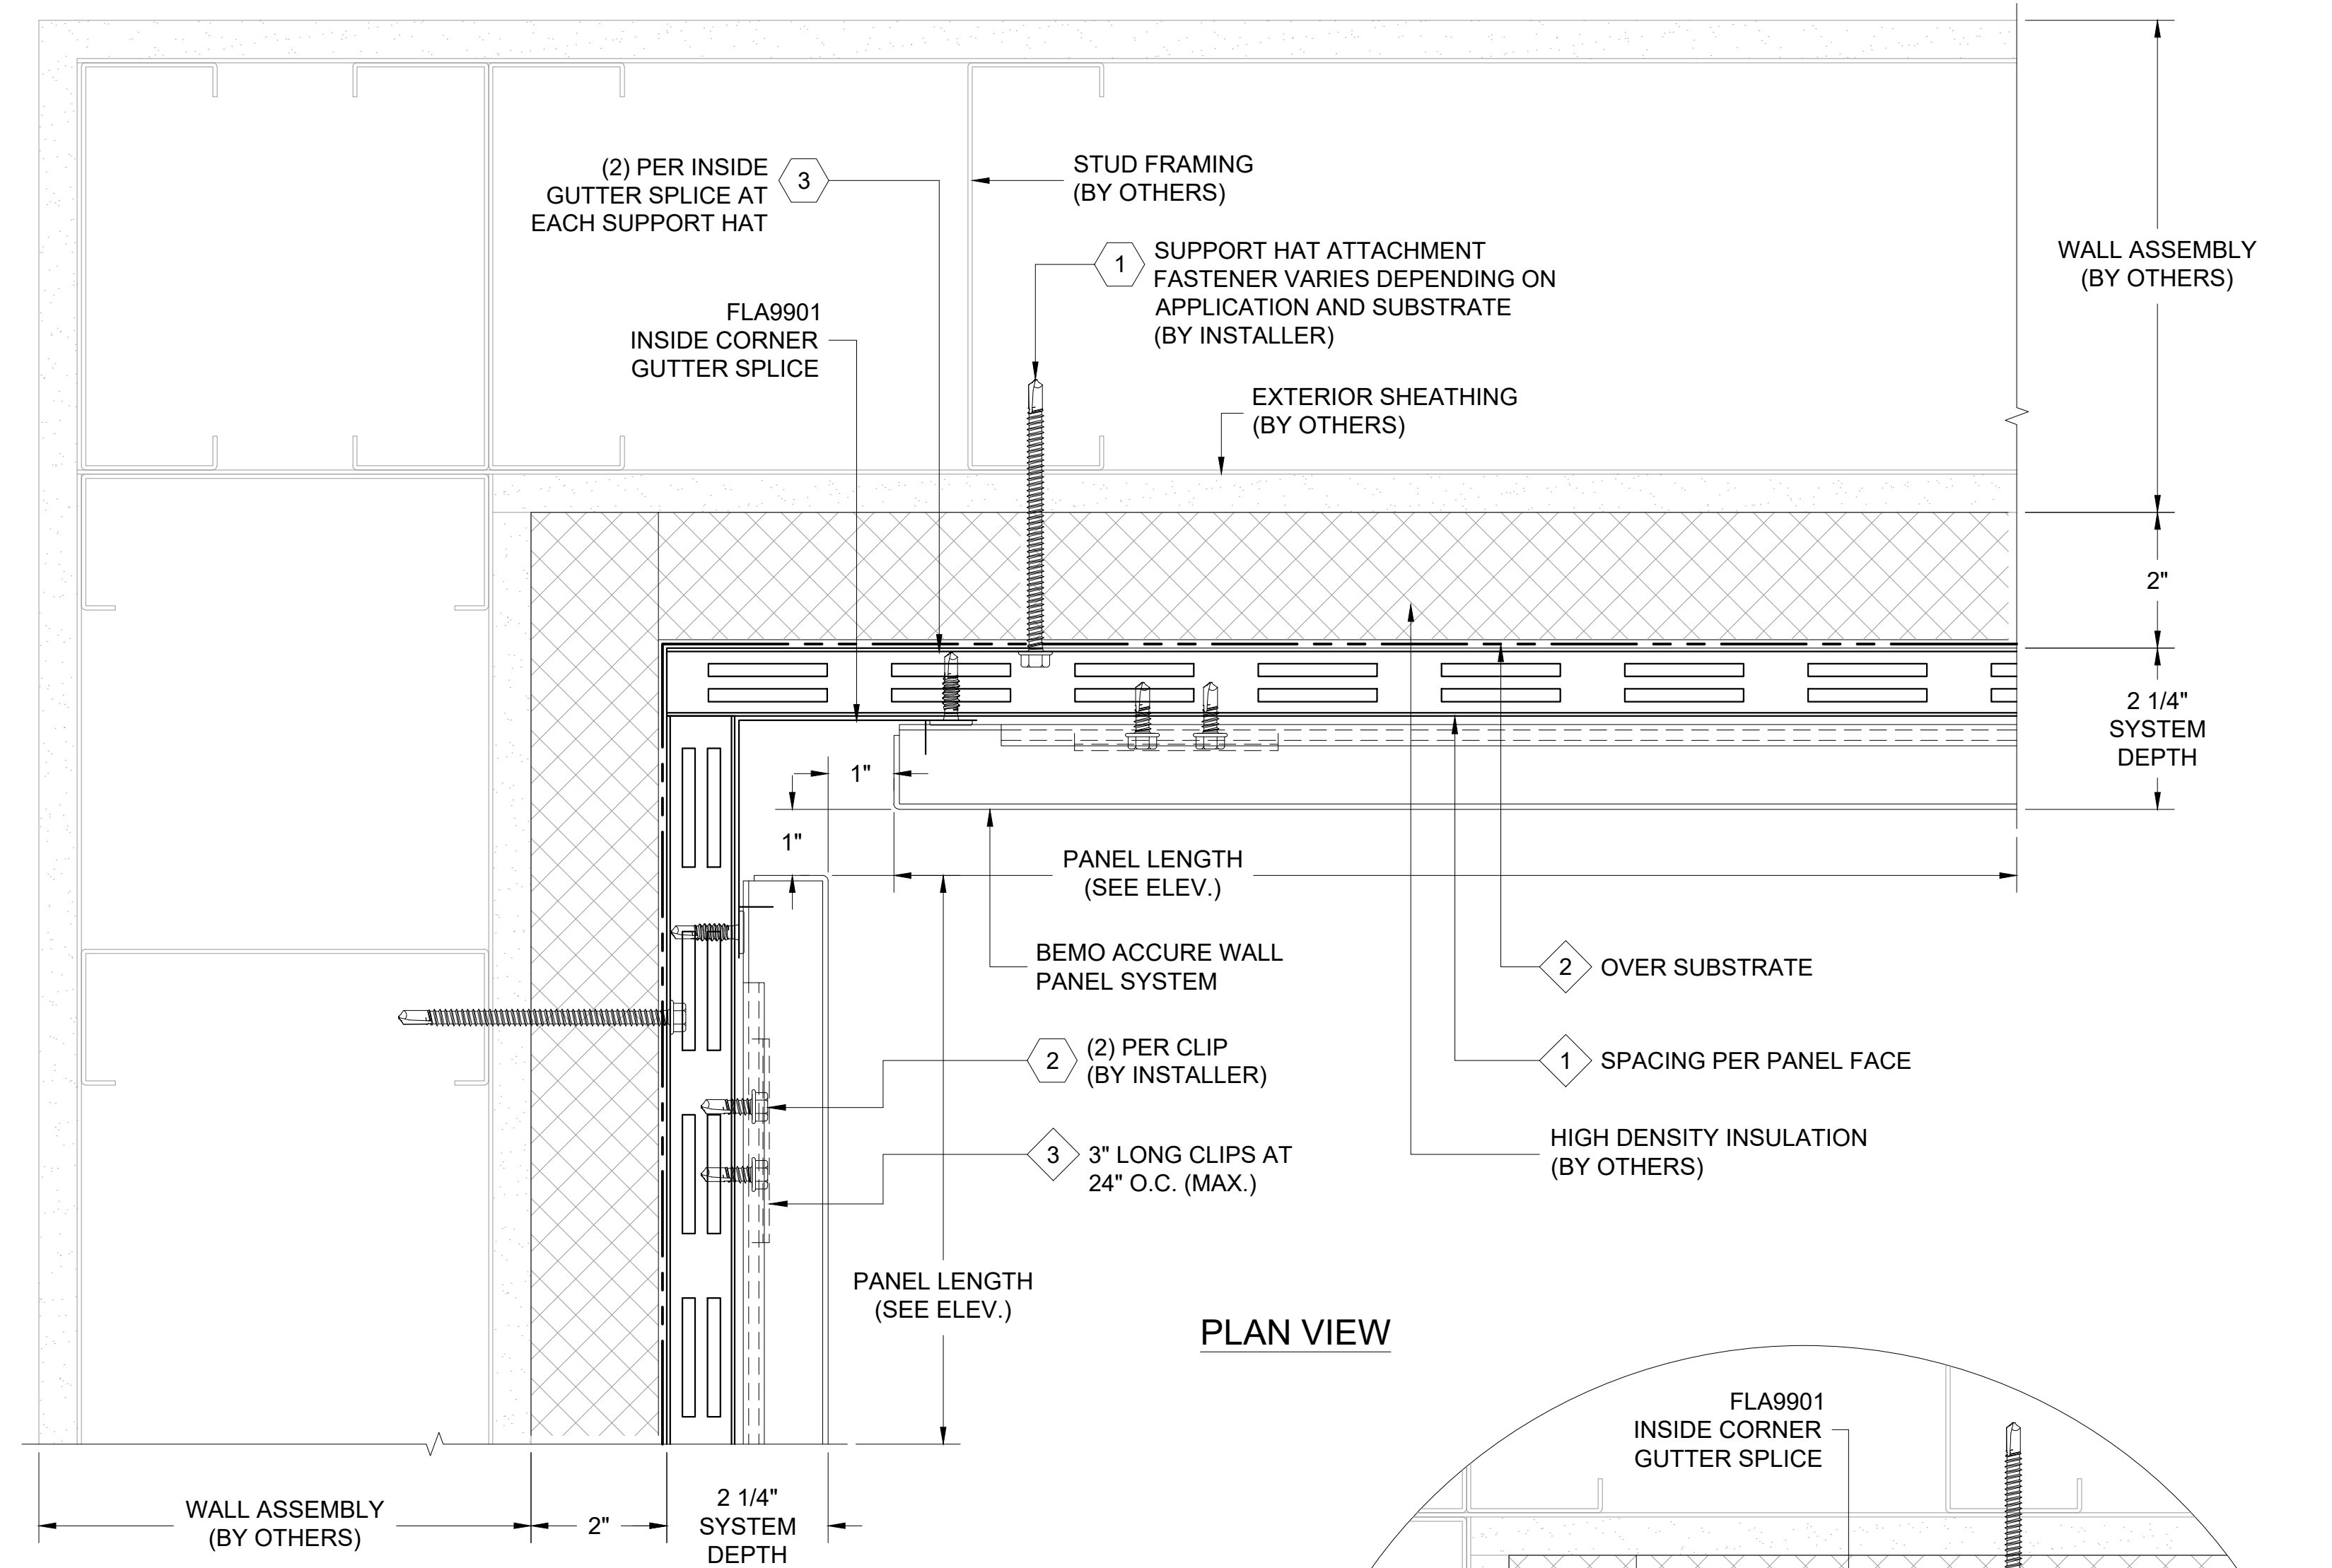 (2) PER INSIDE
GUTTER SPLICE AT
EACH SUPPORT HAT
3
STUD FRAMING
(BY OTHERS)
1
SUPPORT HAT ATTACHMENT
FASTENER VARIES DEPENDING ON
APPLICATION AND SUBSTRATE
(BY INSTALLER)
WALL ASSEMBLY
(BY OTHERS)
FLA9901
INSIDE CORNER
GUTTER SPLICE
EXTERIOR SHEATHING
(BY OTHERS)
2"
2 1/4"
SYSTEM
DEPTH
1"
1"
PANEL LENGTH
(SEE ELEV.)
BEMO ACCURE WALL
PANEL SYSTEM
2
OVER SUBSTRATE
2
(2) PER CLIP
(BY INSTALLER)
1
SPACING PER PANEL FACE
3
3" LONG CLIPS AT
24" O.C. (MAX.)
HIGH DENSITY INSULATION
(BY OTHERS)
PANEL LENGTH
(SEE ELEV.)
PLAN VIEW
FLA9901
INSIDE CORNER
GUTTER SPLICE
WALL ASSEMBLY
(BY OTHERS)
2"
2 1/4"
SYSTEM
DEPTH